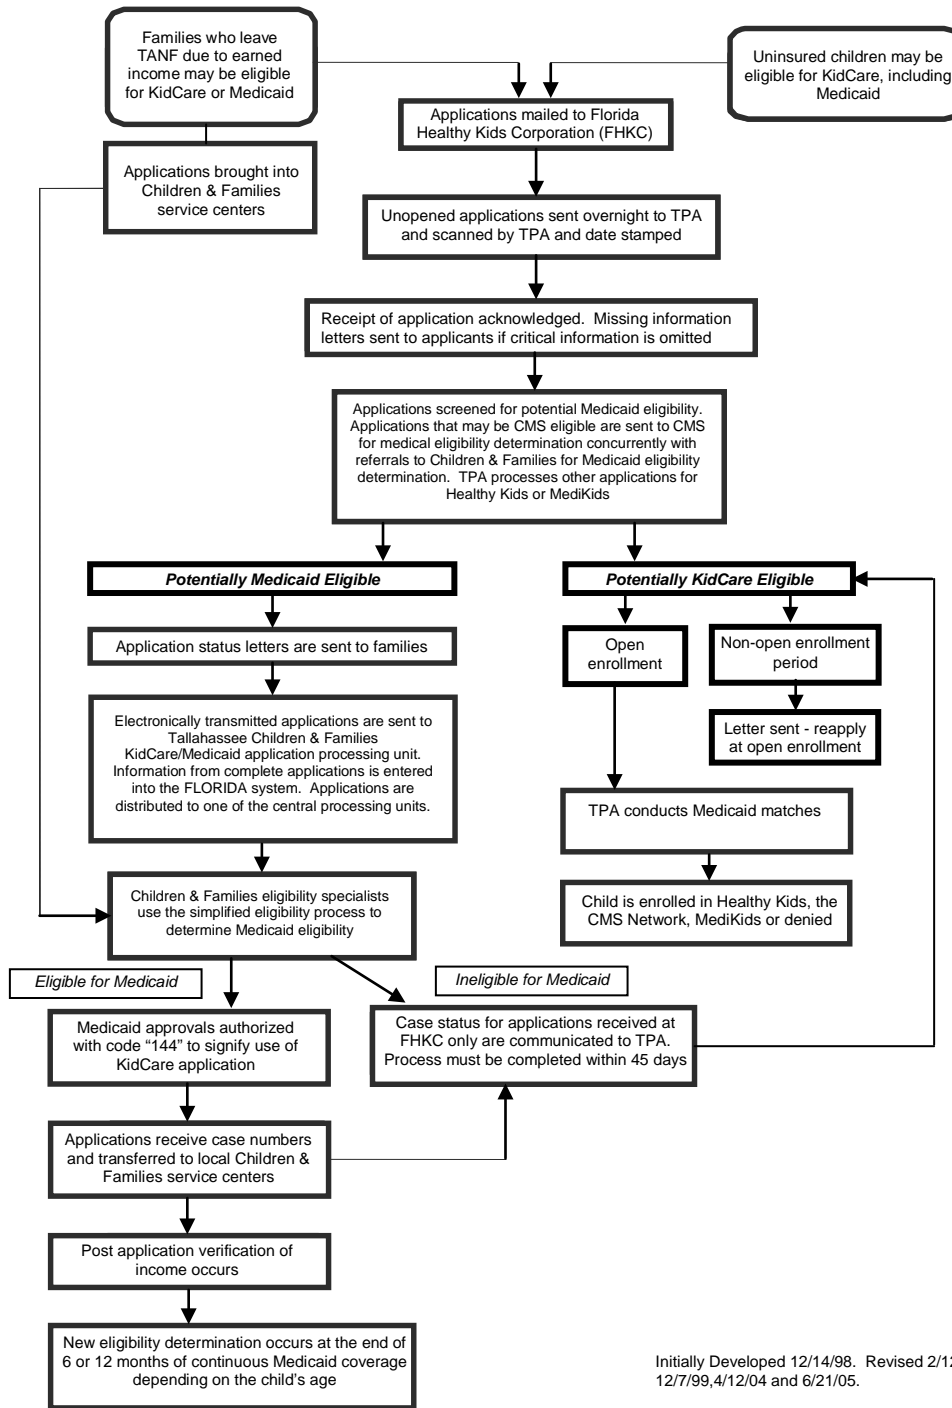 Families who leave
TANF due to earned
income may be eligible
for KidCare or Medicaid
Uninsured children may be
eligible for KidCare, including
Medicaid
Applications mailed to Florida
Healthy Kids Corporation (FHKC)
Applications brought into
Children & Families
service centers
Unopened applications sent overnight to TPA
and scanned by TPA and date stamped
Receipt of application acknowledged.  Missing information
letters sent to applicants if critical information is omitted
Applications screened for potential Medicaid eligibility.
Applications that may be CMS eligible are sent to CMS
for medical eligibility determination concurrently with
referrals to Children & Families for Medicaid eligibility
determination.  TPA processes other applications for
Healthy Kids or MediKids
Potentially Medicaid Eligible
Potentially KidCare Eligible
Application status letters are sent to families
Open
enrollment
Non-open enrollment
period
Letter sent - reapply
at open enrollment
Electronically transmitted applications are sent to
Tallahassee Children & Families
KidCare/Medicaid application processing unit.
Information from complete applications is entered
into the FLORIDA system.  Applications are
distributed to one of the central processing units.
TPA conducts Medicaid matches
Children & Families eligibility specialists
use the simplified eligibility process to
determine Medicaid eligibility
Child is enrolled in Healthy Kids, the
CMS Network, MediKids or denied
Eligible for Medicaid
Ineligible for Medicaid
Medicaid approvals authorized
with code “144” to signify use of
KidCare application
Case status for applications received at
FHKC only are communicated to TPA.
Process must be completed within 45 days
Applications receive case numbers
and transferred to local Children &
Families service centers
Post application verification of
income occurs
New eligibility determination occurs at the end of
6 or 12 months of continuous Medicaid coverage
depending on the child’s age
Initially Developed 12/14/98.  Revised 2/12
12/7/99,4/12/04 and 6/21/05.